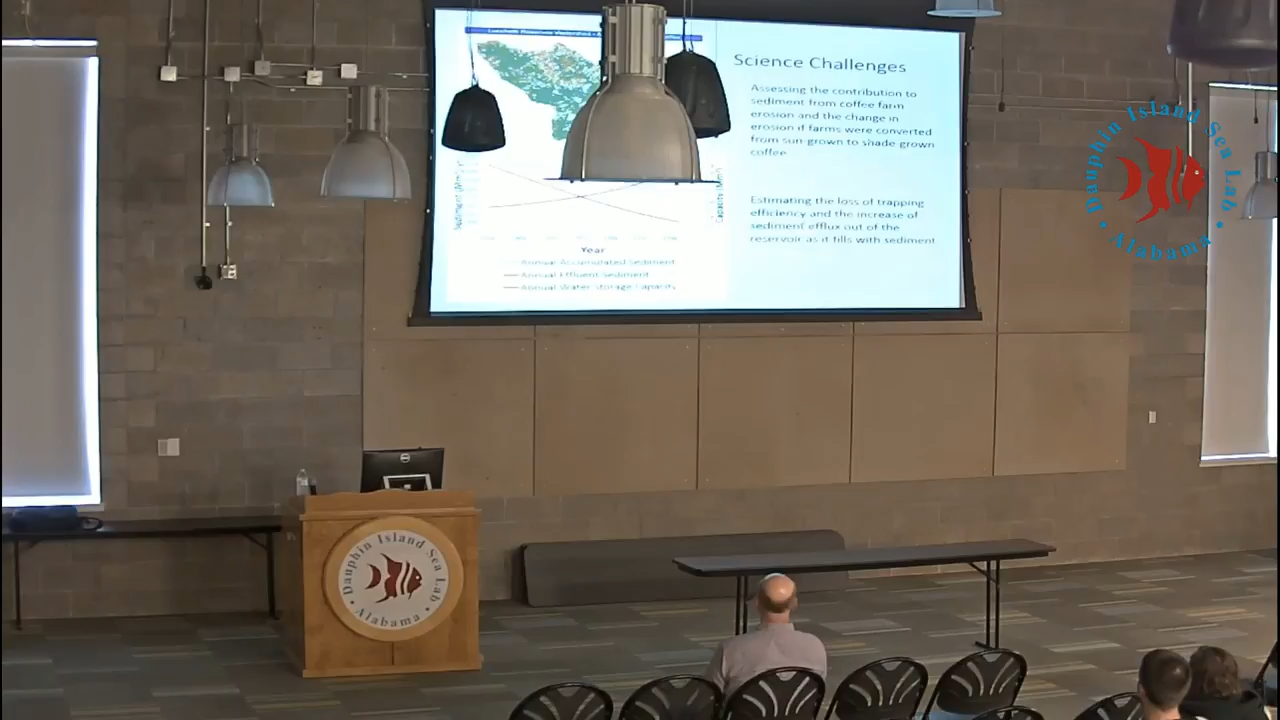 Science Challenges
Assessing the contribution to
sediment from coffee farm
erosion and the change in
erosion if farms were converted
from sun grown to shade grown
coffee
Estimating the loss of trapping
efficiency and the increase of
sediment efflux out of the
reservoir as it fills with sediment
Year
Annual Accumulated Sediment
Annual Effluent Sediment
Annual Water Storage Capacity
Dauphin Island Sea Lab
Alabama
DELL
Dauphin Island Sea Lab
Alabama